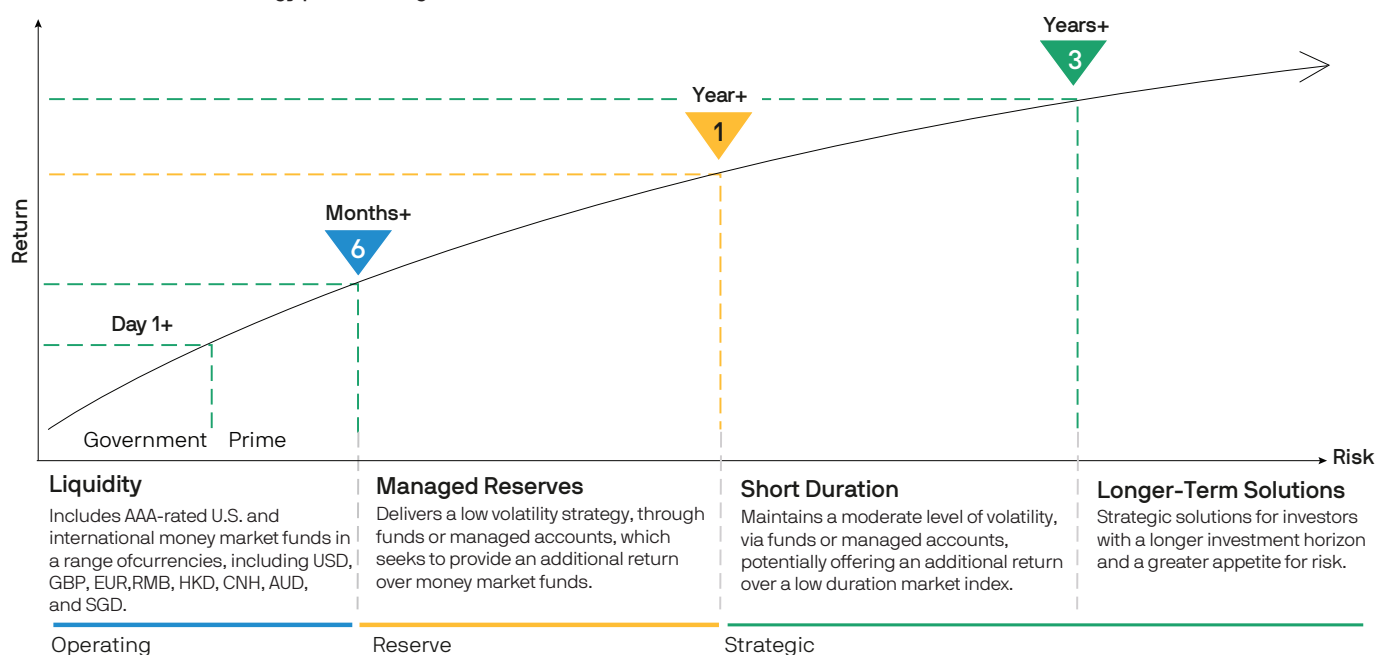 Years+
3
Year+
1
Months+
6
Return
Day 1+
Government
Prime
Risk
Liquidity
Includes AAA-rated U.S. and
international money market funds in
a range ofcurrencies, including USD,
GBP, EUR,RMB, HKD, CNH, AUD,
and SGD.
Managed Reserves
Delivers a low volatility strategy, through
funds or managed accounts, which
seeks to provide an additional return
over money market funds.
Short Duration
Maintains a moderate level of volatility,
via funds or managed accounts,
potentially offering an additional return
over a low duration market index.
Longer-Term Solutions
Strategic solutions for investors
with a longer investment horizon
and a greater appetite for risk.
Operating
Reserve
Strategic